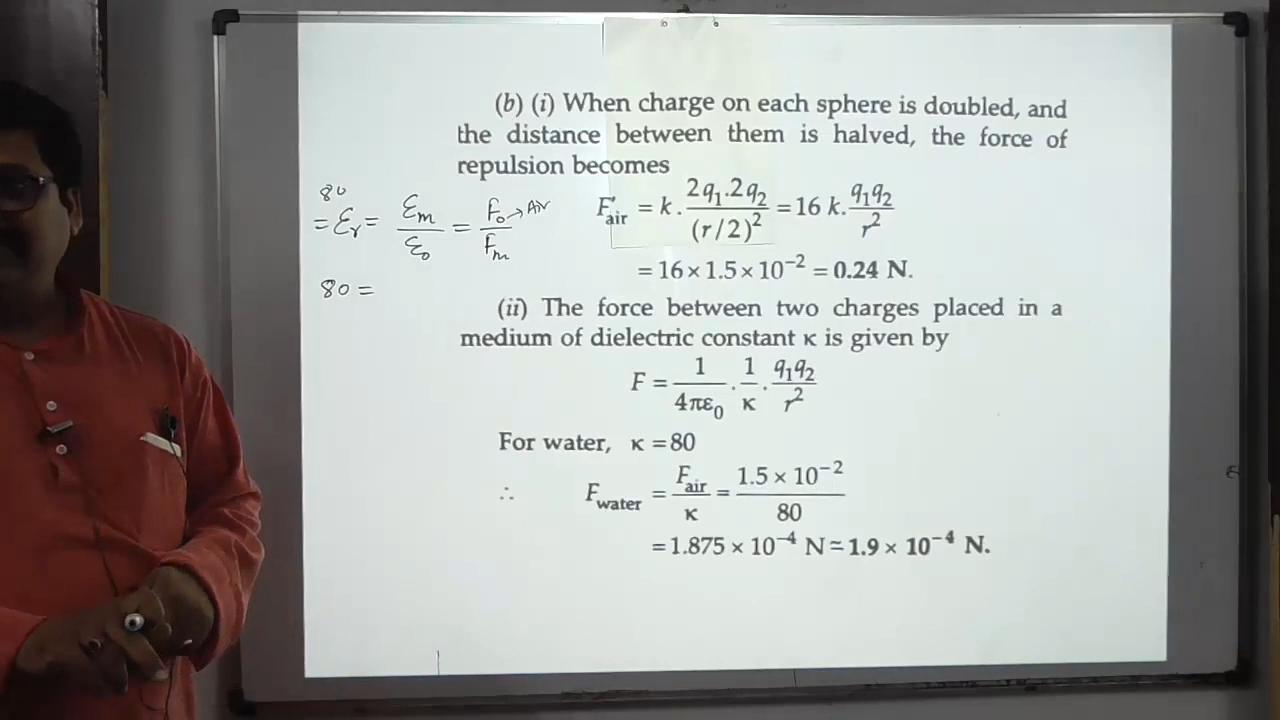 (b) (i) When charge on each sphere is doubled, and
the distance between them is halved, the force of
repulsion becomes
F'air = k . 2q₁.2q₂ / (r/2)² = 16 k. q₁q₂ / r²
= 16 × 1.5 × 10⁻² = 0.24 N.
80
= εr = εm / ε₀ = F₀ → Air / Fm
80 =
(ii) The force between two charges placed in a
medium of dielectric constant κ is given by
F = 1 / 4πε₀ . 1 / κ . q₁q₂ / r²
For water, κ = 80
∴ Fwater = Fair / κ = 1.5 × 10⁻² / 80
= 1.875 × 10⁻⁴ N ≃ 1.9 × 10⁻⁴ N.